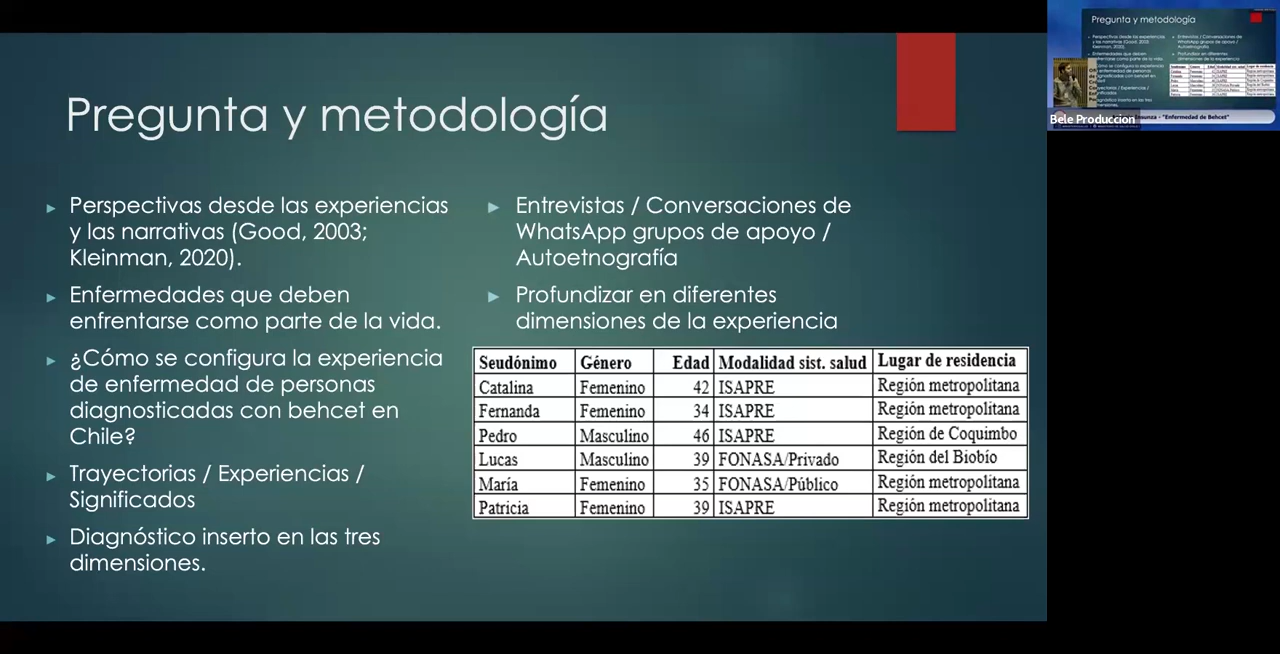 Pregunta y metodología
Perspectivas desde las experiencias
y las narrativas (Good, 2003;
Kleinman, 2020).
Enfermedades que deben
enfrentarse como parte de la vida.
¿Cómo se configura la experiencia
de enfermedad de personas
diagnosticadas con behcet en
Chile?
Trayectorias / Experiencias /
Significados
Diagnóstico inserto en las tres
dimensiones.
Entrevistas / Conversaciones de
WhatsApp grupos de apoyo /
Autoetnografía
Profundizar en diferentes
dimensiones de la experiencia
Seudónimo Género Edad Modalidad sist. salud Lugar de residencia
Catalina Femenino 42 ISAPRE Región metropolitana
Fernanda Femenino 34 ISAPRE Región metropolitana
Pedro Masculino 46 ISAPRE Región de Coquimbo
Lucas Masculino 39 FONASA/Privado Región del Biobío
María Femenino 35 FONASA/Público Región metropolitana
Patricia Femenino 39 ISAPRE Región metropolitana
Pregunta y metodología
Bele Produccion
"Enfermedad de Behcet"